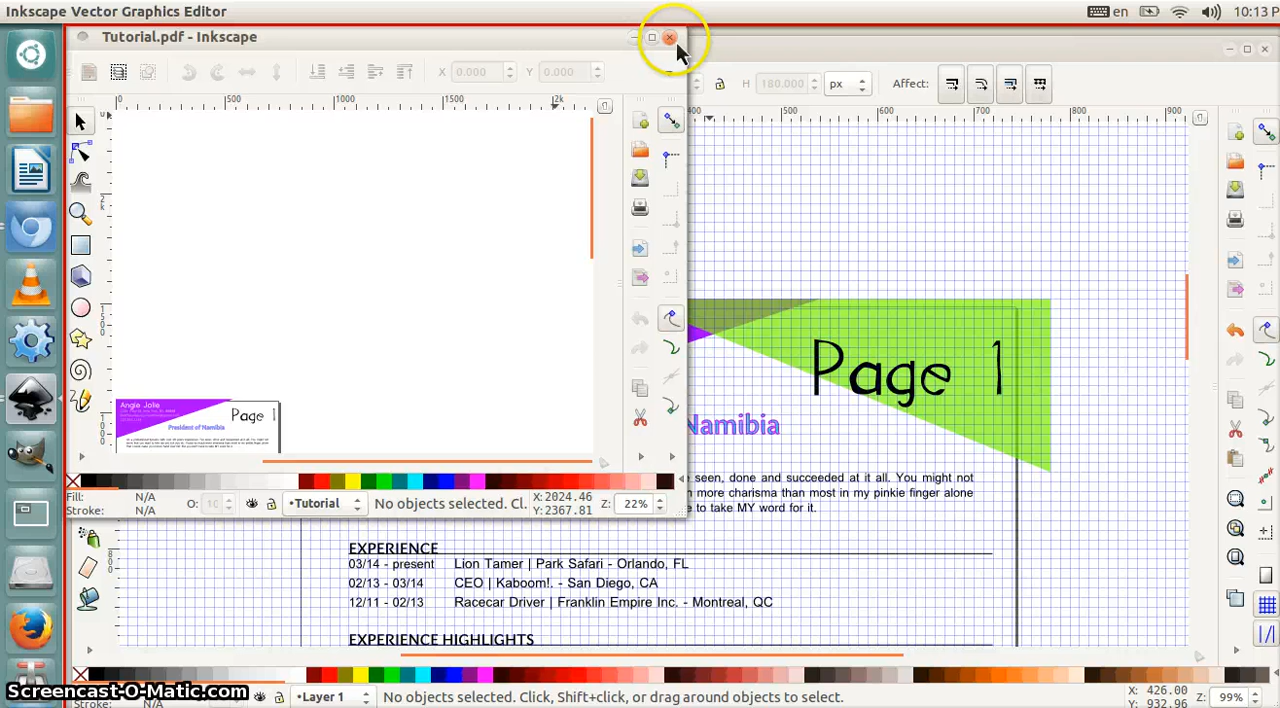 Inkscape Vector Graphics Editor
en
10:13 P
Tutorial.pdf - Inkscape
X 0.000 Y 0.000
H 180.000 px Affect:
0 500 1000 1500 2k
500 600 700 800 900
Angie Jolie
Page 1
President of Namibia
Page 1
Namibia
e seen, done and succeeded at it all. You might not
n more charisma than most in my pinkie finger alone
e to take MY word for it.
Fill: N/A
Stroke: N/A
O:
•Tutorial
No objects selected. Cl.
X:2024.46
Y:2367.81
Z: 22%
EXPERIENCE
03/14 - present Lion Tamer | Park Safari - Orlando, FL
02/13 - 03/14 CEO | Kaboom!. - San Diego, CA
12/11 - 02/13 Racecar Driver | Franklin Empire Inc. - Montreal, QC
EXPERIENCE HIGHLIGHTS
Screencast-O-Matic.com
•Layer 1
No objects selected. Click, Shift+click, or drag around objects to select.
X: 426.00
Y: 932.96
Z: 99%